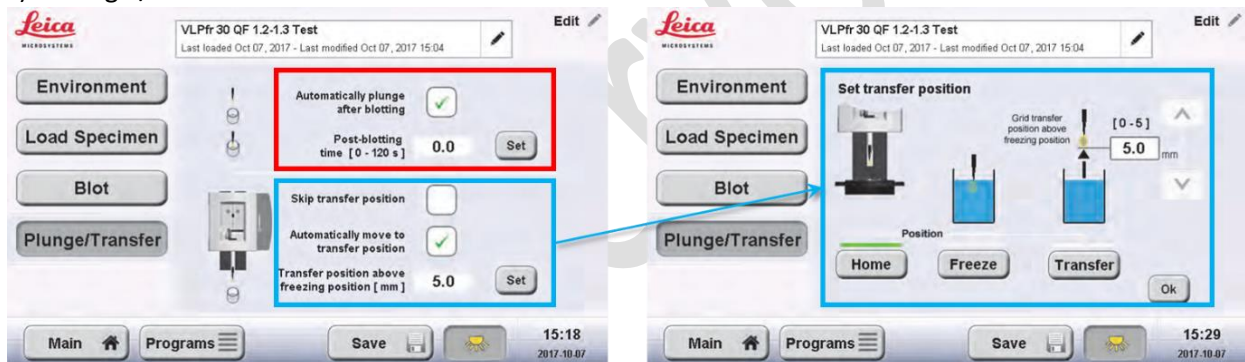 Leica
MICROSYSTEMS
VLPfr 30 QF 1.2-1.3 Test
Last loaded Oct 07, 2017 - Last modified Oct 07, 2017 15:04
Edit
Environment
Load Specimen
Blot
Plunge/Transfer
Automatically plunge
after blotting
Post-blotting
time [ 0 - 120 s ]
0.0
Set
Skip transfer position
Automatically move to
transfer position
Transfer position above
freezing position [ mm ]
5.0
Set
Main
Programs
Save
15:18
2017-10-07
Leica
MICROSYSTEMS
VLPfr 30 QF 1.2-1.3 Test
Last loaded Oct 07, 2017 - Last modified Oct 07, 2017 15:04
Edit
Environment
Load Specimen
Blot
Plunge/Transfer
Set transfer position
Grid transfer
position above
freezing position
[ 0 - 5 ]
5.0
mm
Position
Home
Freeze
Transfer
Ok
Main
Programs
Save
15:29
2017-10-07